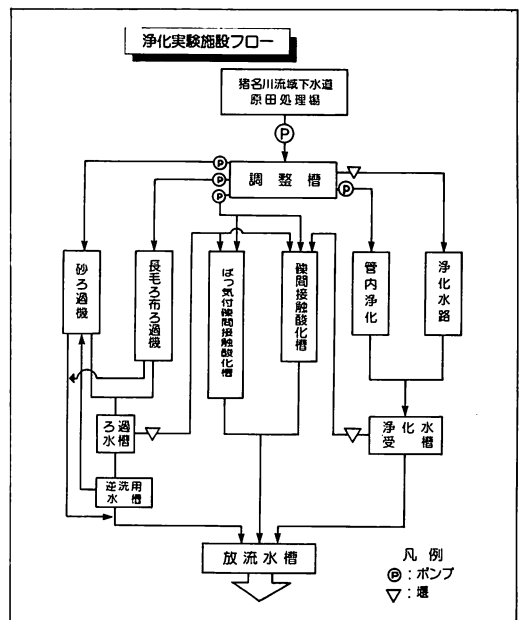 浄化実験施設フロー
猪名川流域下水道
原田処理場
P
調整槽
P
P
P
P
砂ろ過機
長毛ろ布ろ過機
ばっ気付礫間接触酸化槽
礫間接触酸化槽
管内浄化
浄化水路
ろ過
水槽
浄化水
受槽
逆洗用
水槽
放流水槽
凡例
P：ポンプ
▽：堰